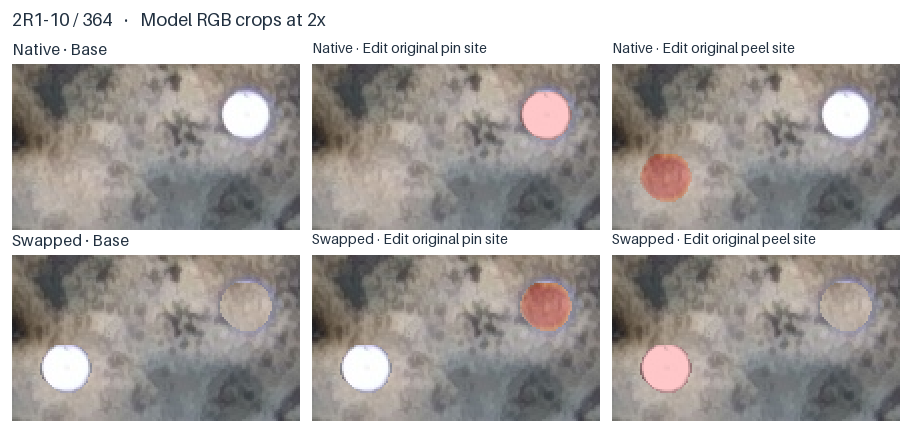 2R1-10 / 364 · Model RGB crops at 2x
Native · Base
Native · Edit original pin site
Native · Edit original peel site
Swapped · Base
Swapped · Edit original pin site
Swapped · Edit original peel site